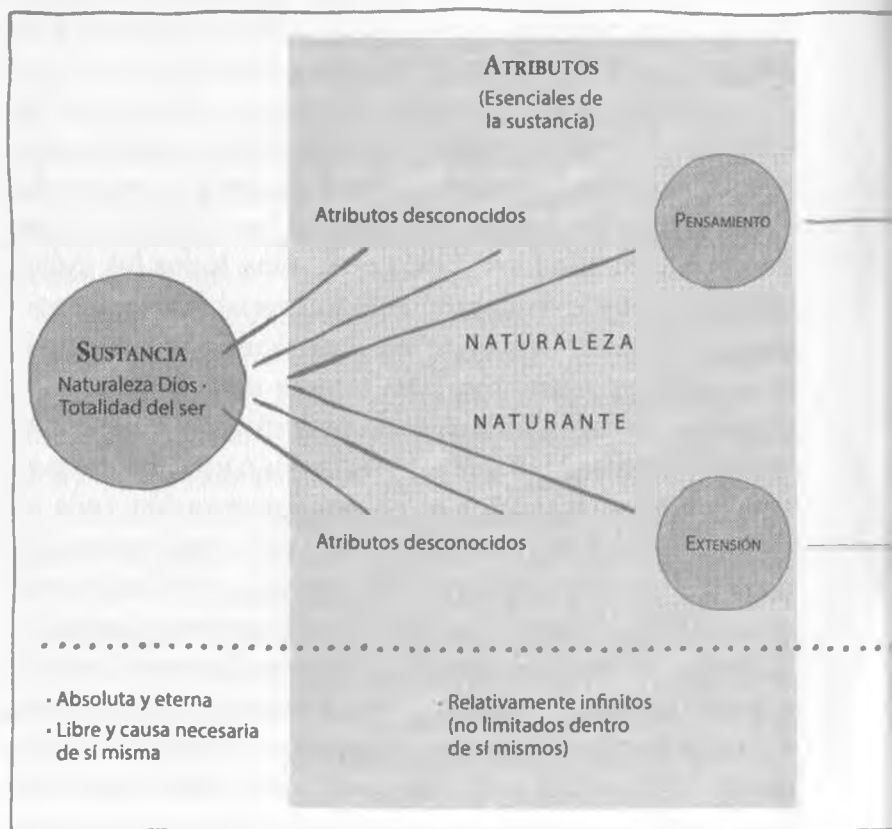 ATRIBUTOS
(Esenciales de
la sustancia)
Atributos desconocidos
PENSAMIENTO
SUSTANCIA
Naturaleza Dios ·
Totalidad del ser
NATURALEZA
NATURANTE
Atributos desconocidos
EXTENSIÓN
· Absoluta y eterna
· Libre y causa necesaria
de sí misma
· Relativamente infinitos
(no limitados dentro
de sí mismos)